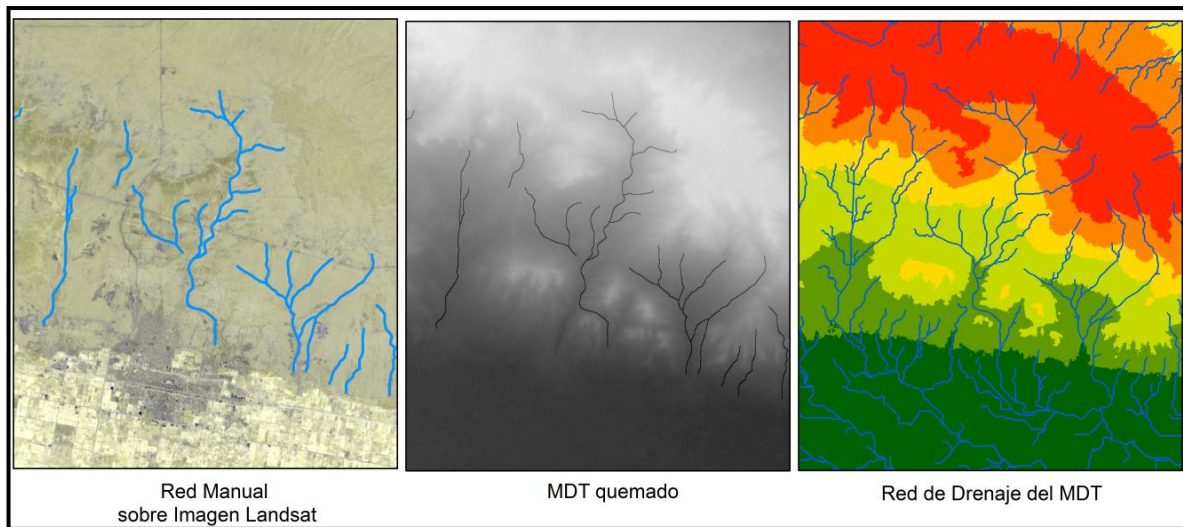 Red Manual
sobre Imagen Landsat
MDT quemado
Red de Drenaje del MDT